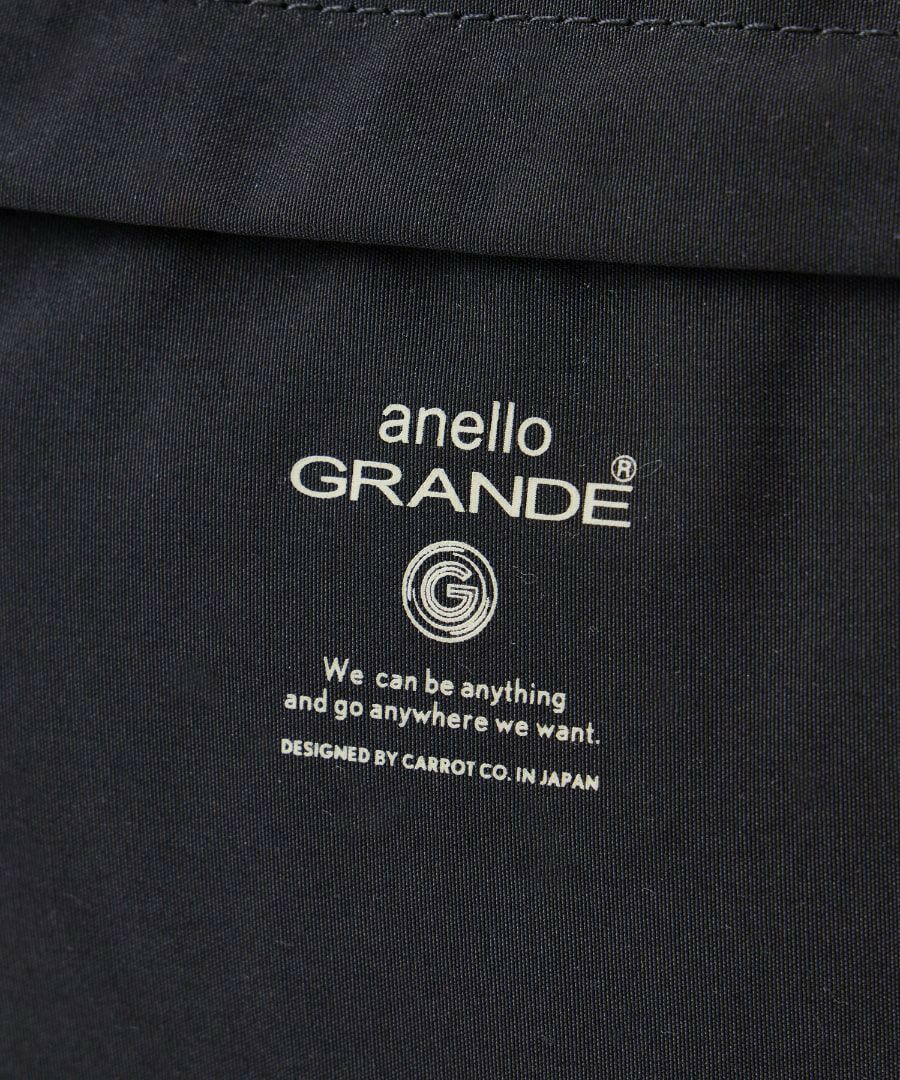 anello
GRANDE®
G
We can be anything
and go anywhere we want.
DESIGNED BY CARROT CO. IN JAPAN